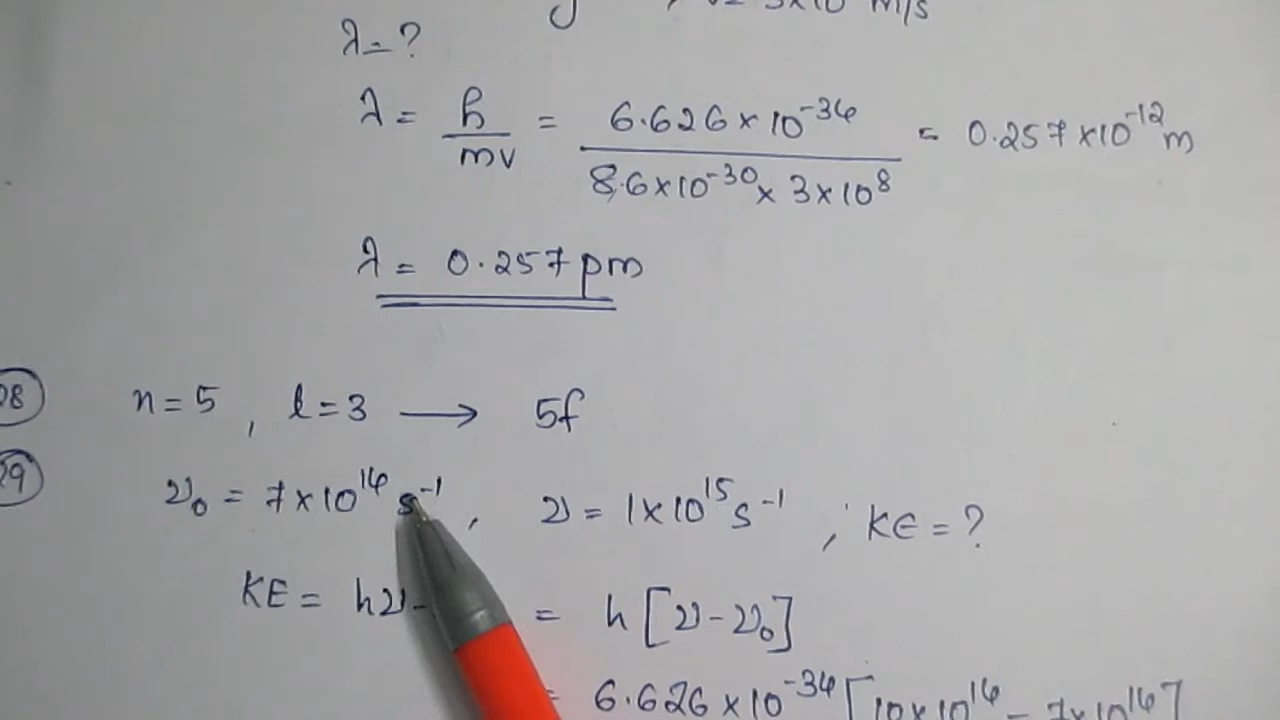 m/s
λ = ?
λ = h/mv = 6.626 × 10⁻³⁴ / 8.6 × 10⁻³⁰ × 3 × 10⁸ = 0.257 × 10⁻¹² m
λ = 0.257 pm
28 n = 5 , l = 3 ⟶ 5f
29 ν₀ = 7 × 10¹⁴ s⁻¹ , ν = 1 × 10¹⁵ s⁻¹ ; KE = ?
KE = hν - = h [ν - ν₀]
= 6.626 × 10⁻³⁴ [10 × 10¹⁴ - 7 × 10¹⁴]